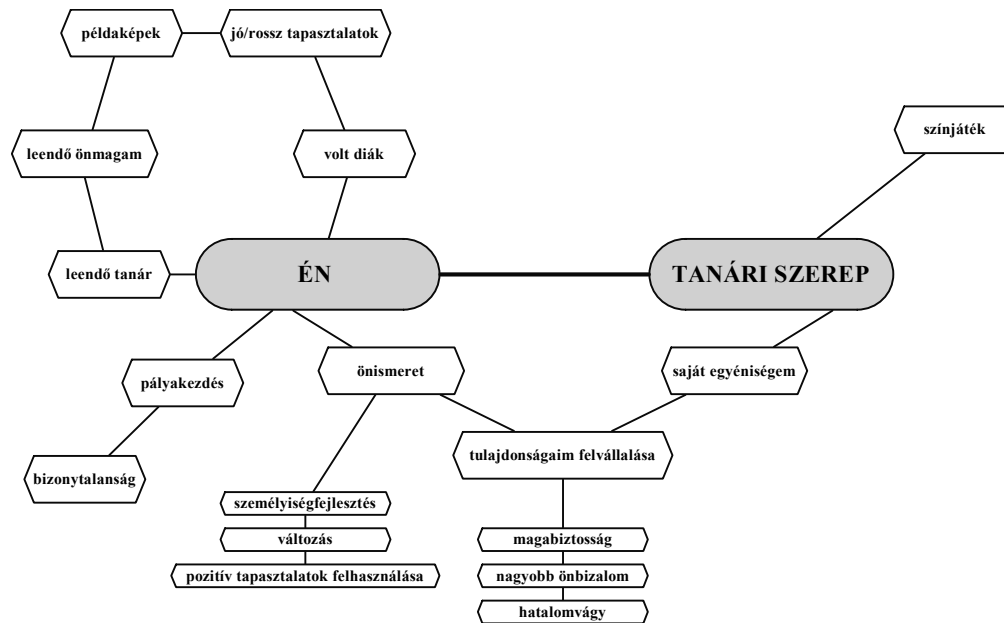 példaképek
jó/rossz tapasztalatok
színjáték
leendő önmagam
volt diák
leendő tanár
ÉN
TANÁRI SZEREP
pályakezdés
önismeret
saját egyéniségem
bizonytalanság
tulajdonságaim felvállalása
személyiségfejlesztés
változás
pozitív tapasztalatok felhasználása
magabiztosság
nagyobb önbizalom
hatalomvágy